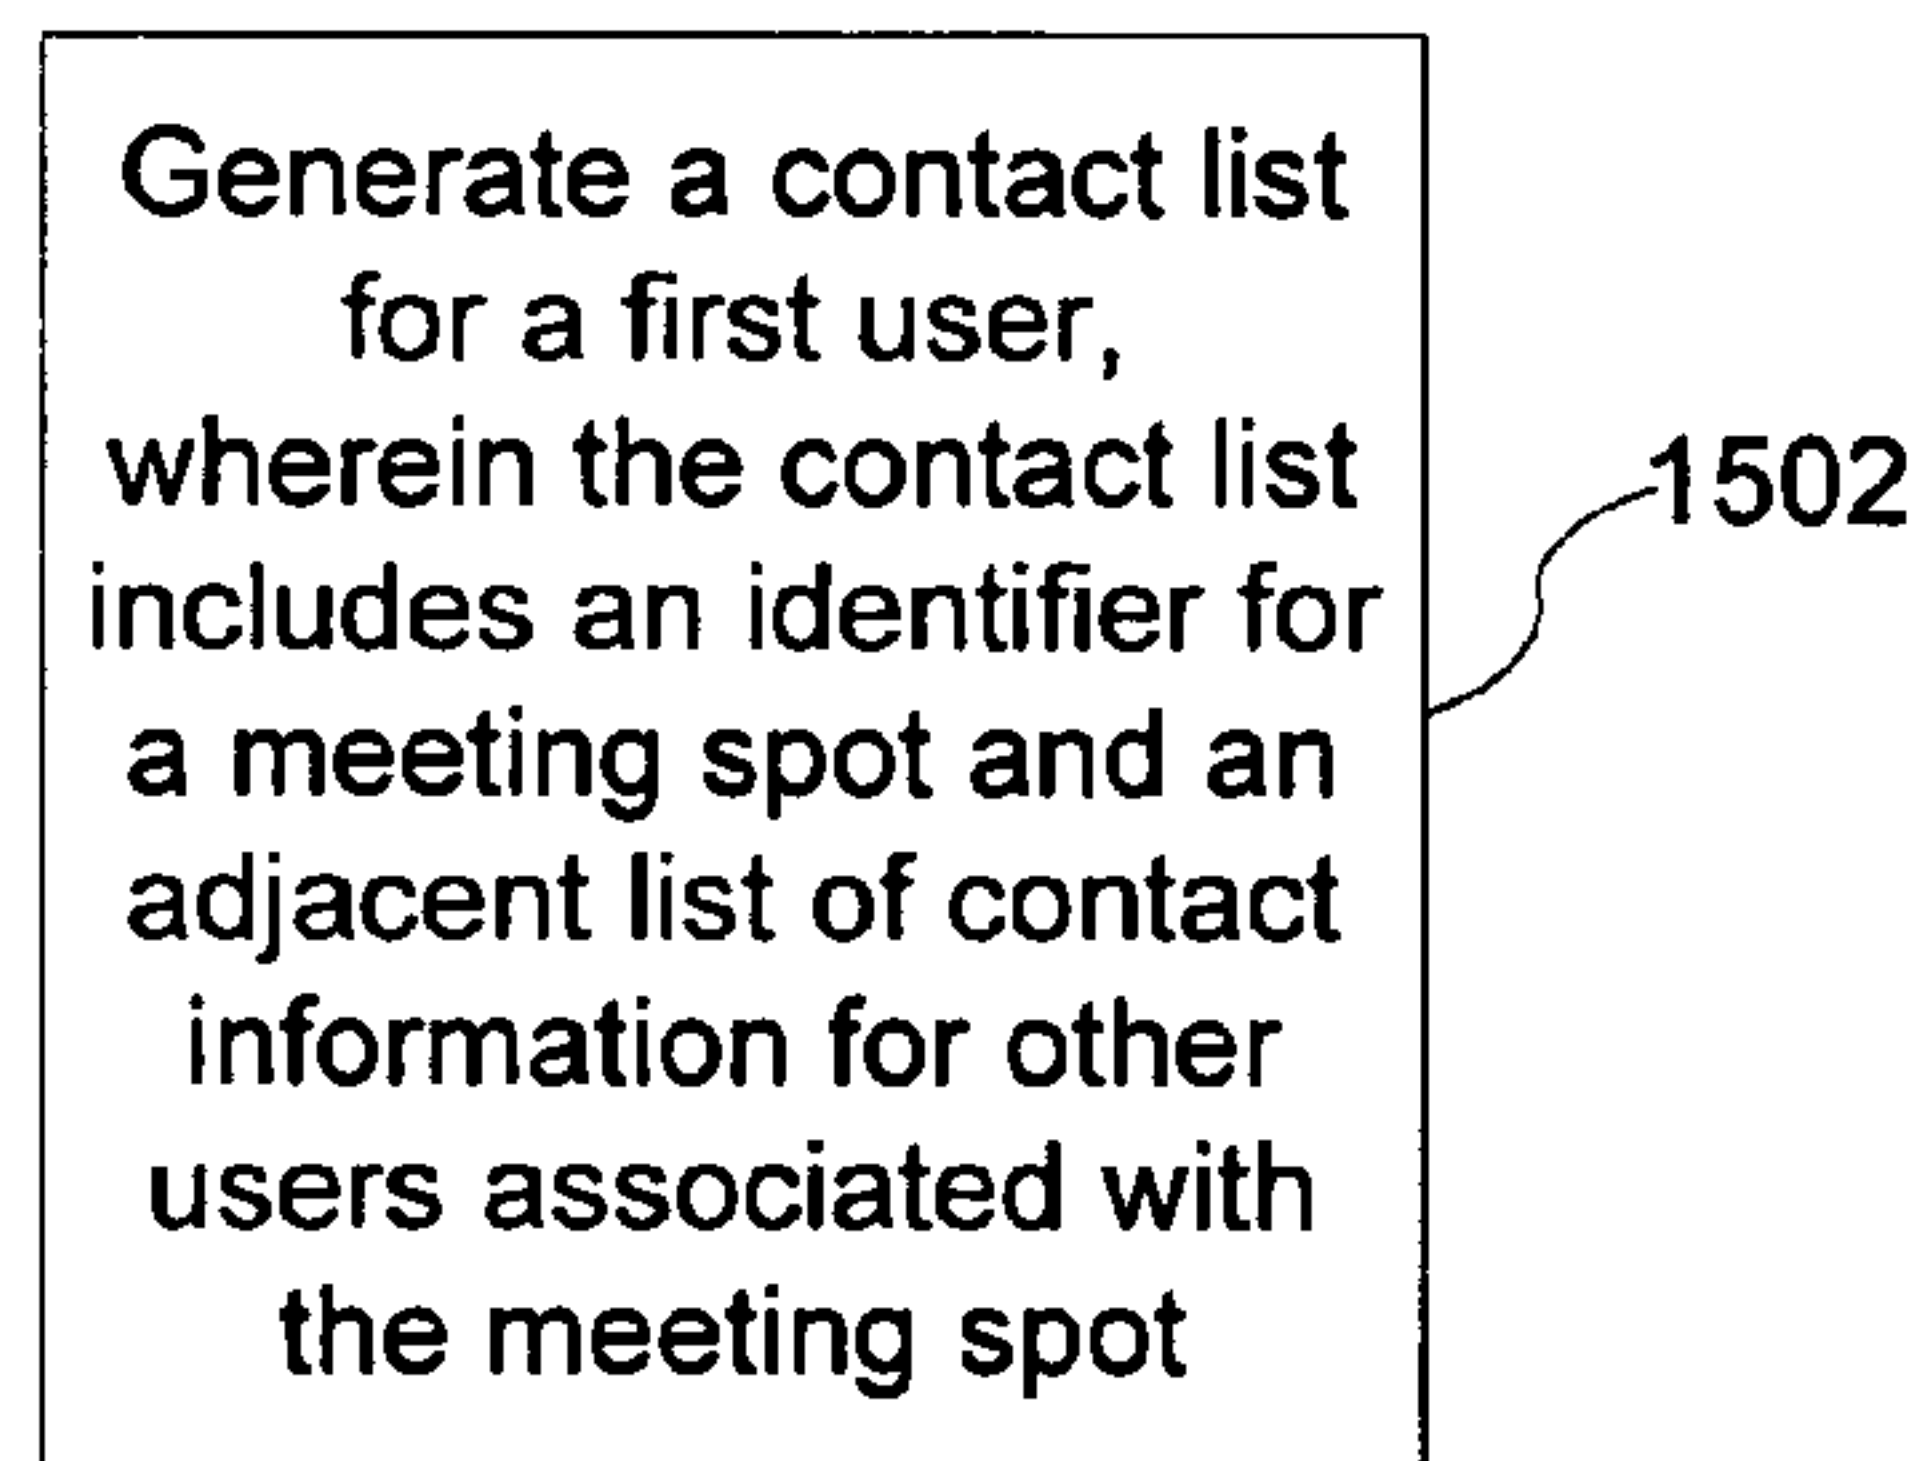 Generate a contact list
for a first user,
wherein the contact list
includes an identifier for
a meeting spot and an
adjacent list of contact
information for other
users associated with
the meeting spot
1502